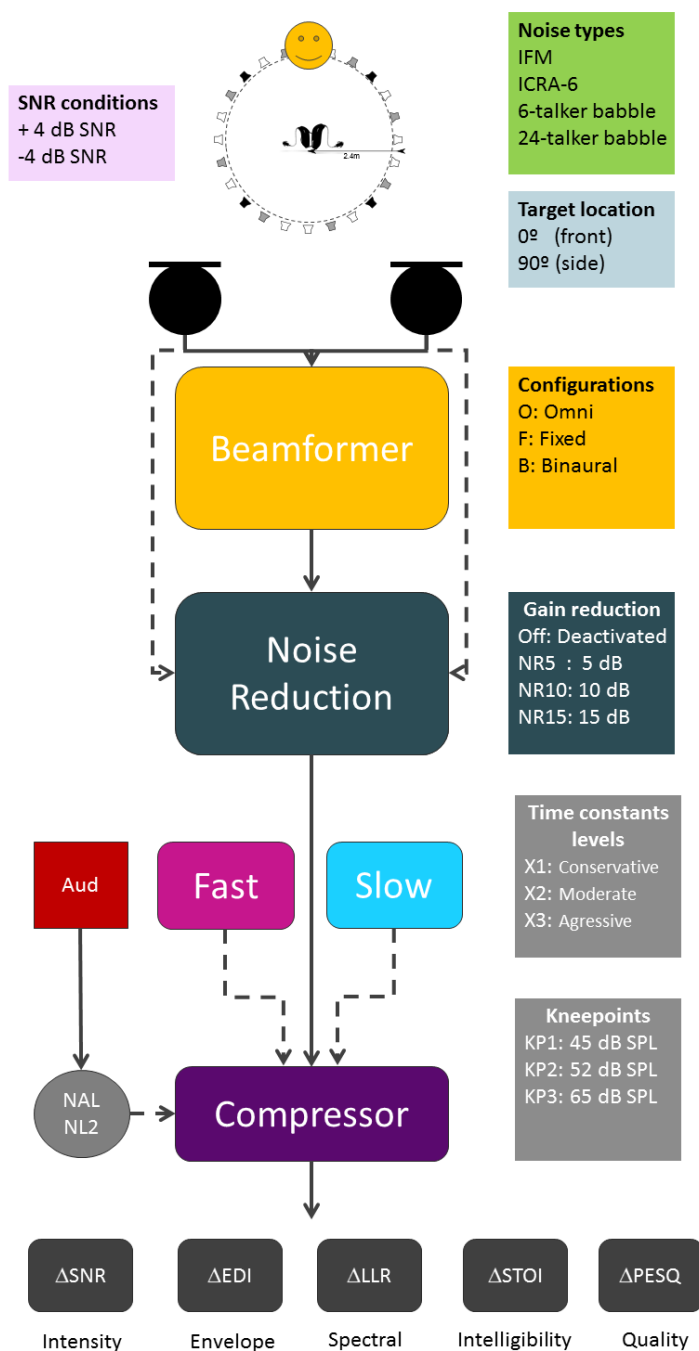 Noise types
IFM
ICRA-6
6-talker babble
24-talker babble
SNR conditions
+ 4 dB SNR
-4 dB SNR
2.4m
Target location
0º (front)
90º (side)
Beamformer
Configurations
O: Omni
F: Fixed
B: Binaural
Noise
Reduction
Gain reduction
Off: Deactivated
NR5 : 5 dB
NR10: 10 dB
NR15: 15 dB
Time constants
levels
X1: Conservative
X2: Moderate
X3: Agressive
Aud
Fast
Slow
Kneepoints
KP1: 45 dB SPL
KP2: 52 dB SPL
KP3: 65 dB SPL
NAL
NL2
Compressor
ΔSNR
ΔEDI
ΔLLR
ΔSTOI
ΔPESQ
Intensity
Envelope
Spectral
Intelligibility
Quality